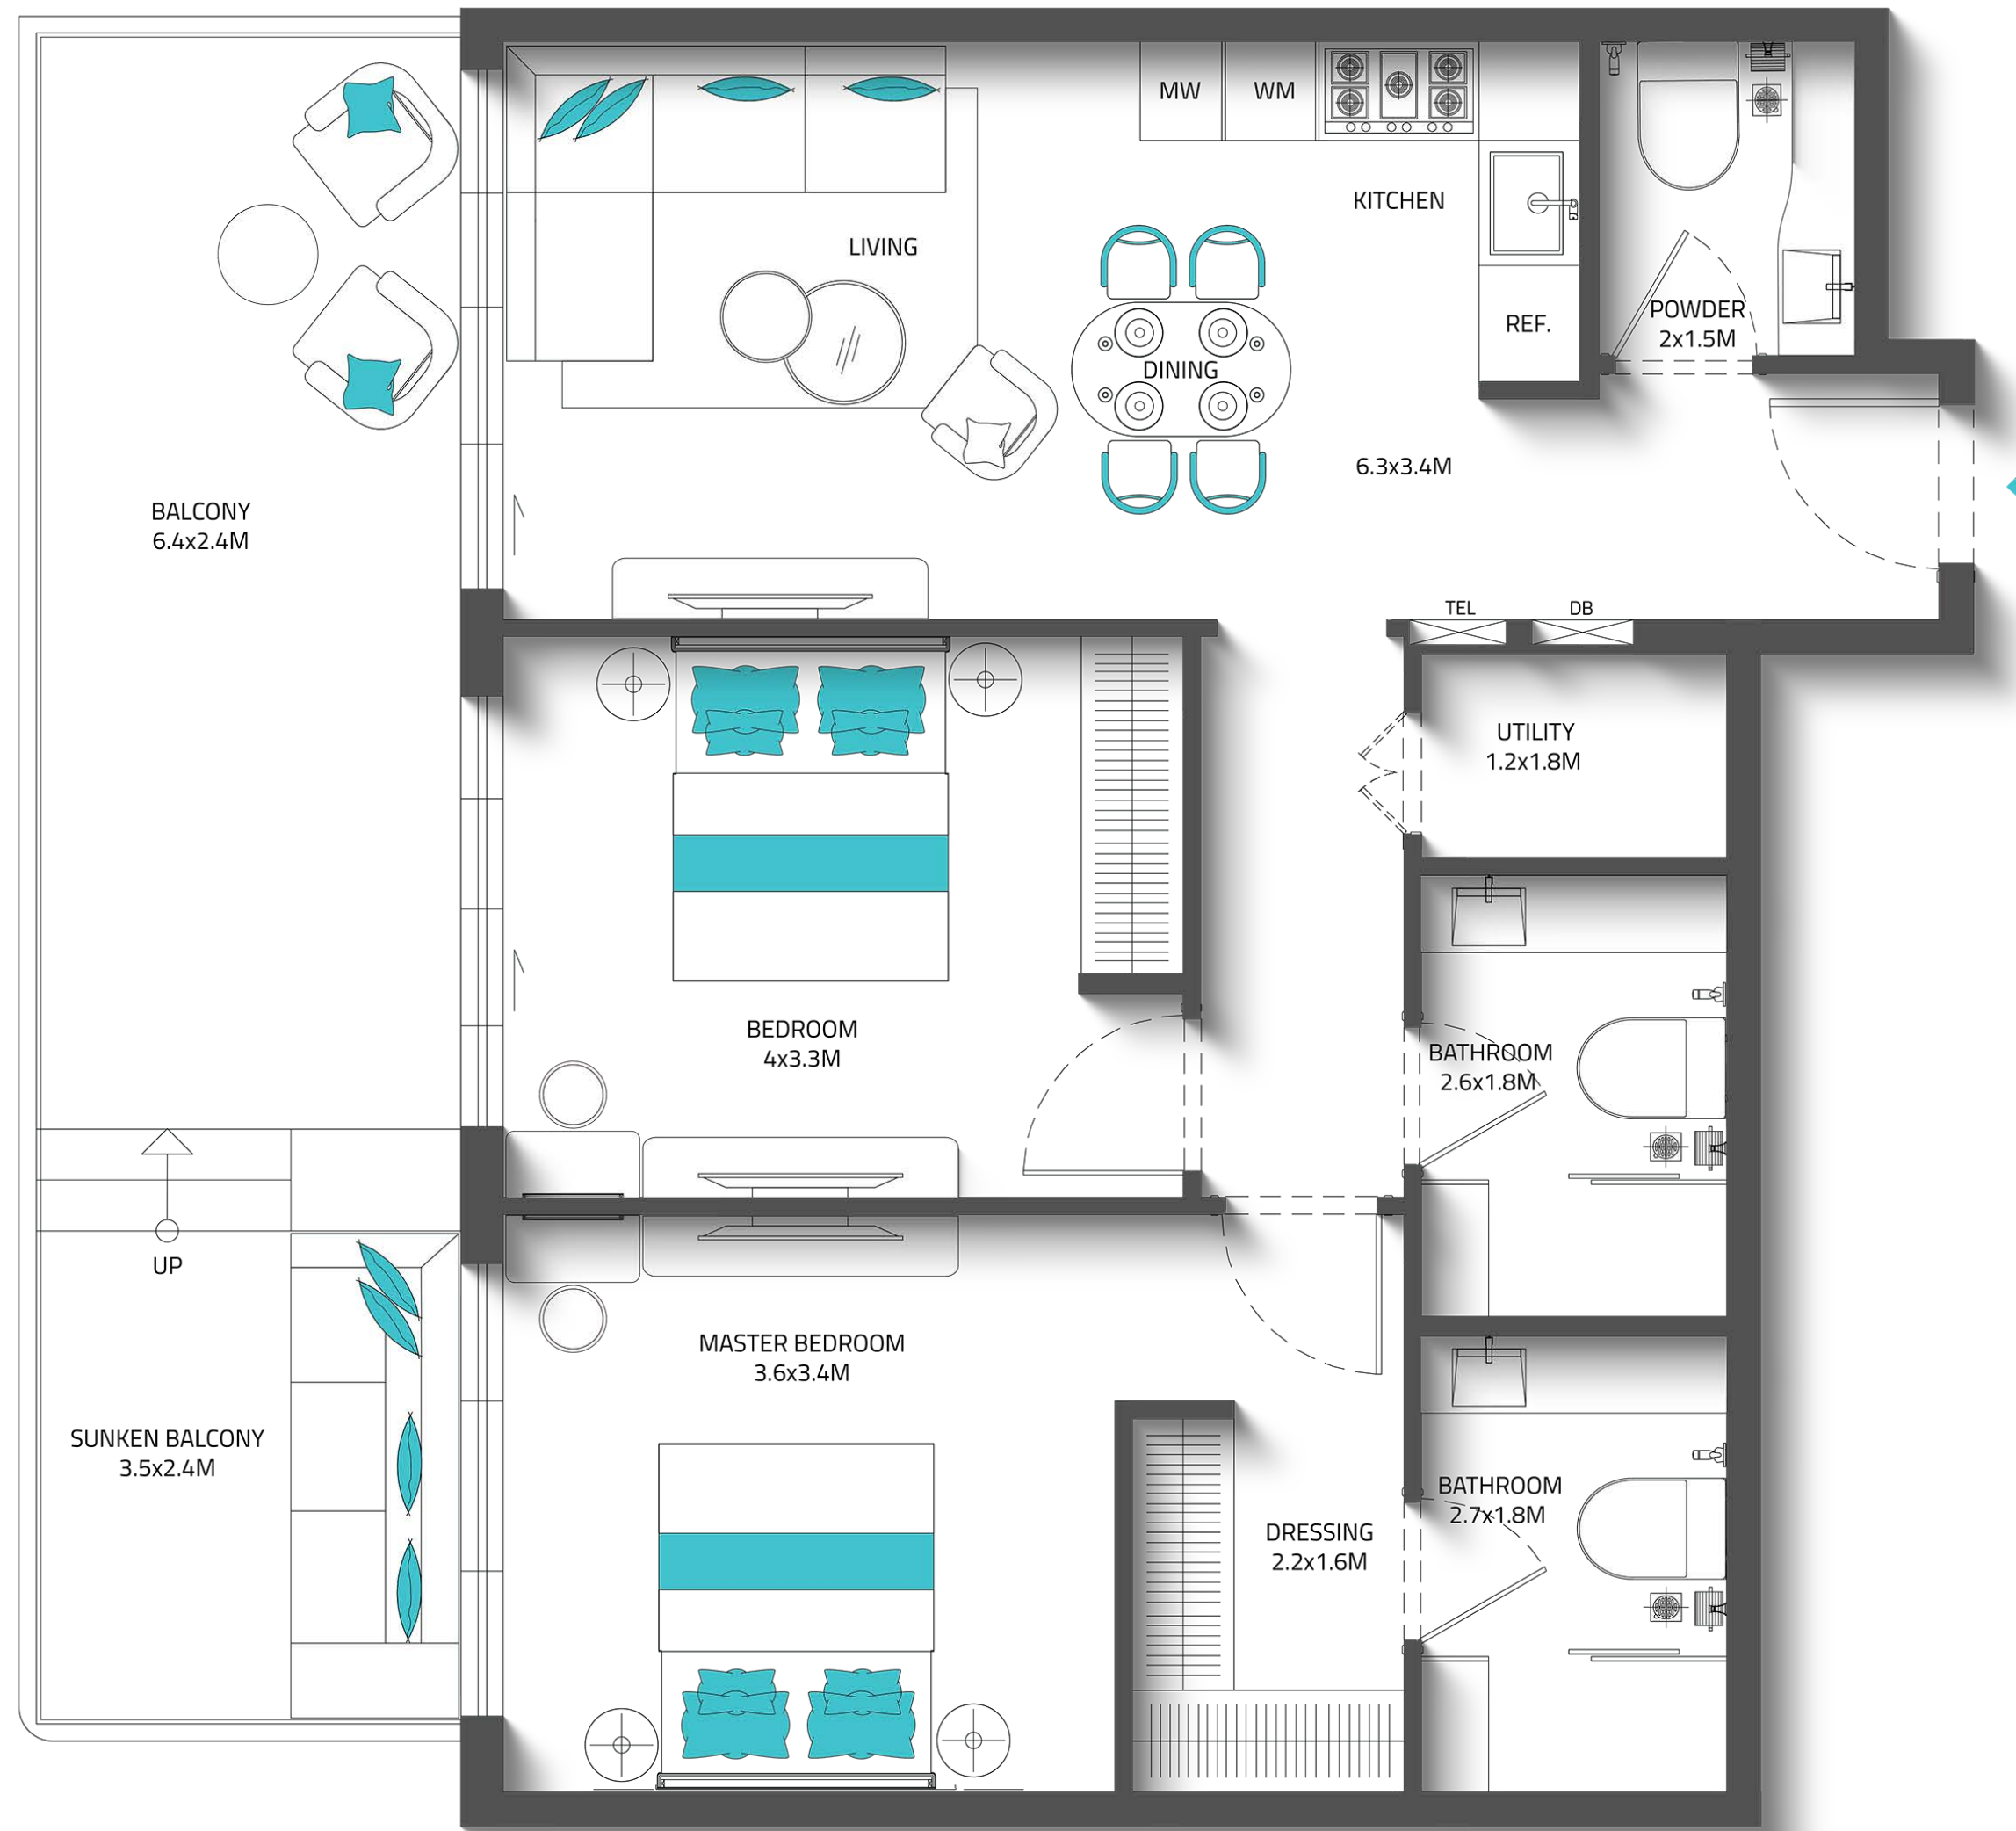 MW
WM
KITCHEN
LIVING
POWDER
2x1.5M
REF.
DINING
6.3x3.4M
BALCONY
6.4x2.4M
TEL
DB
UTILITY
1.2x1.8M
BEDROOM
4x3.3M
BATHROOM
2.6x1.8M
UP
MASTER BEDROOM
3.6x3.4M
SUNKEN BALCONY
3.5x2.4M
BATHROOM
2.7x1.8M
DRESSING
2.2x1.6M